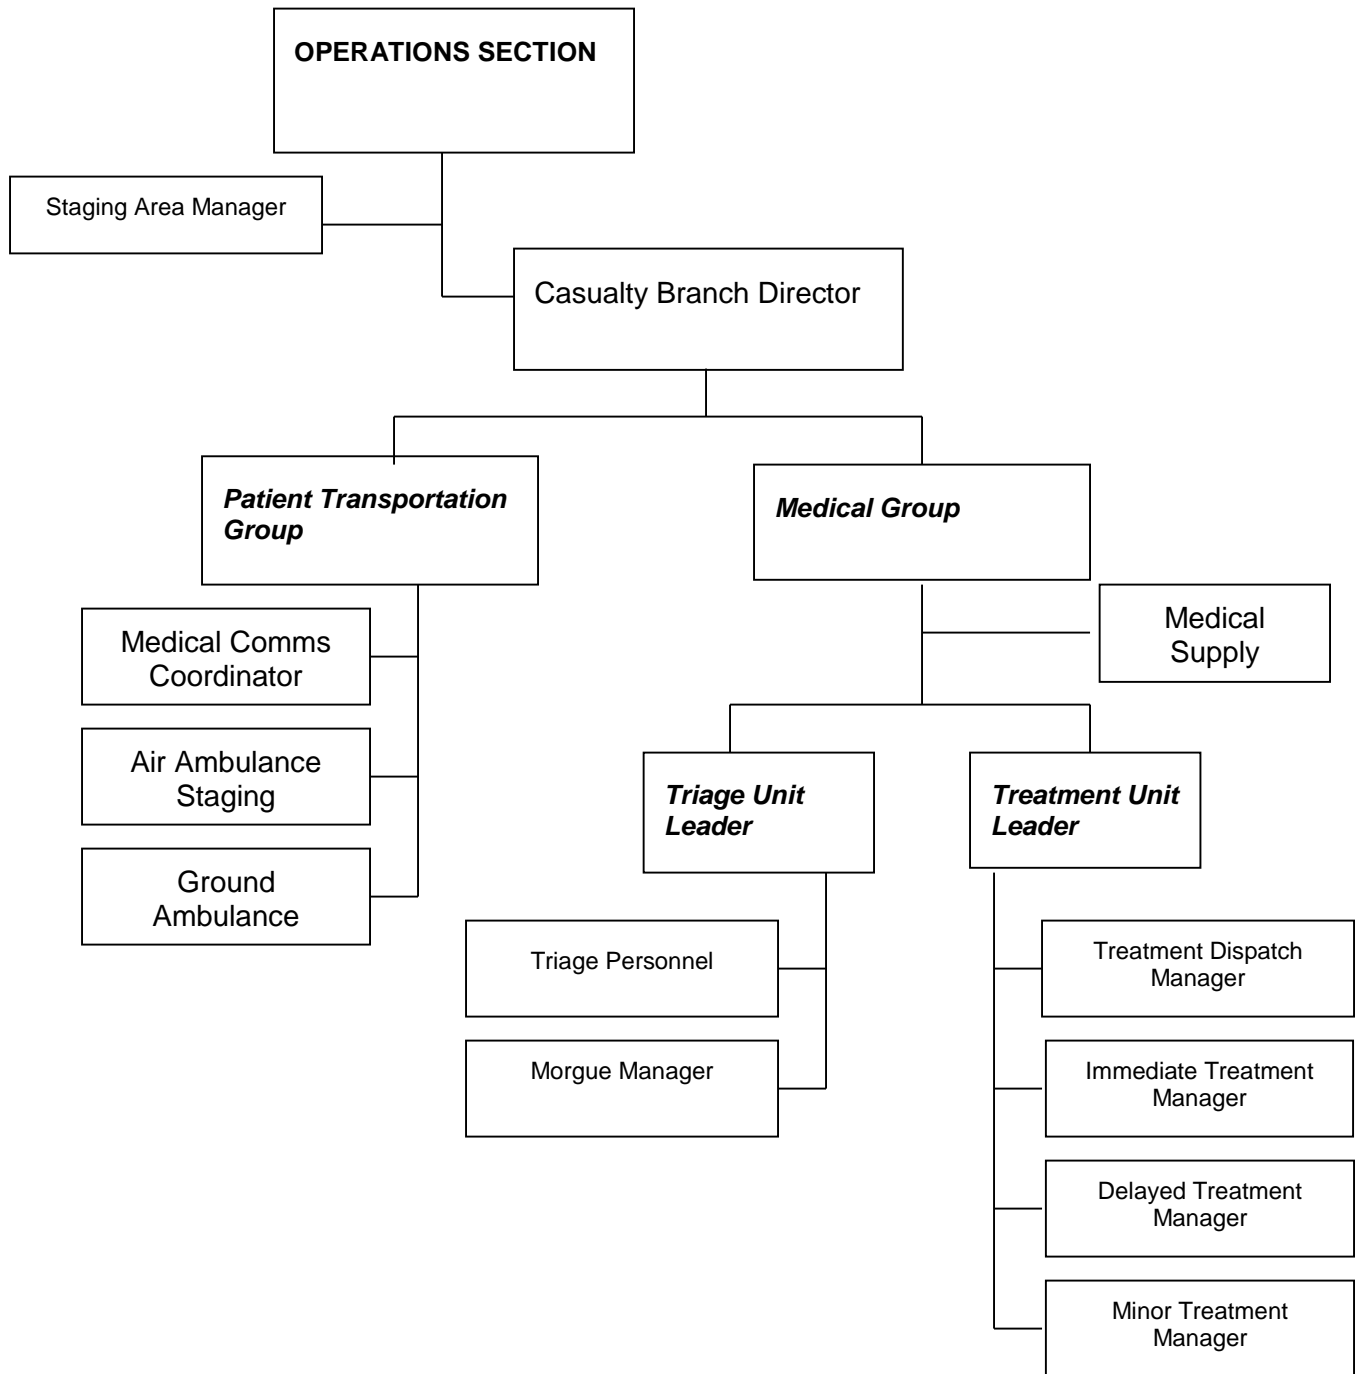 OPERATIONS SECTION
Staging Area Manager
Casualty Branch Director
Patient Transportation
Group
Medical Group
Medical Comms
Coordinator
Air Ambulance
Staging
Ground
Ambulance
Medical
Supply
Triage Unit
Leader
Treatment Unit
Leader
Triage Personnel
Morgue Manager
Treatment Dispatch
Manager
Immediate Treatment
Manager
Delayed Treatment
Manager
Minor Treatment
Manager